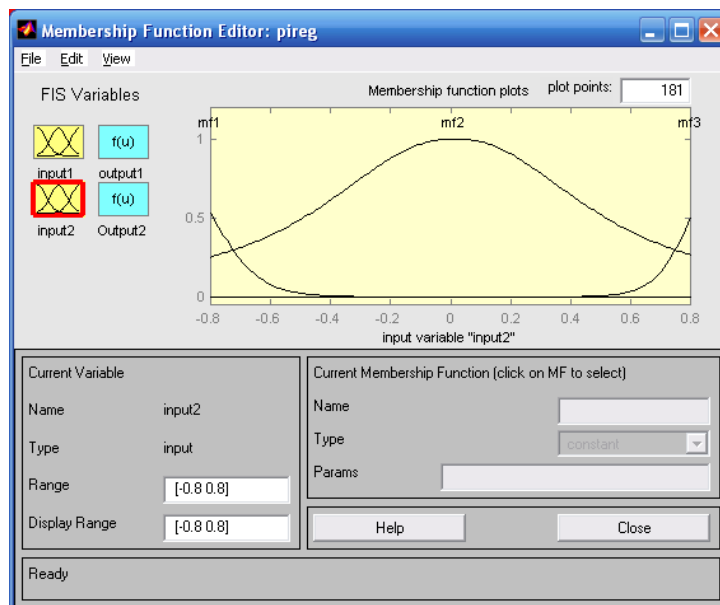 Membership Function Editor: pireg
File Edit View
FIS Variables
f(u)
input1 output1
f(u)
input2 Output2
Membership function plots plot points: 181
mf1 mf2 mf3
1
0.5
0
-0.8 -0.6 -0.4 -0.2 0 0.2 0.4 0.6 0.8
input variable "input2"
Current Variable
Name input2
Type input
Range [-0.8 0.8]
Display Range [-0.8 0.8]
Current Membership Function (click on MF to select)
Name
Type constant
Params
Help Close
Ready